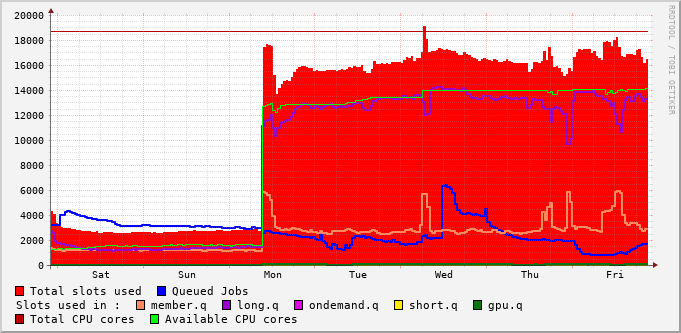 RRDTOOL / TOBI OETIKER
20000
18000
16000
14000
12000
10000
8000
6000
4000
2000
0
Sat Sun Mon Tue Wed Thu Fri
Total slots used Queued Jobs
Slots used in : member.q long.q ondemand.q short.q gpu.q
Total CPU cores Available CPU cores